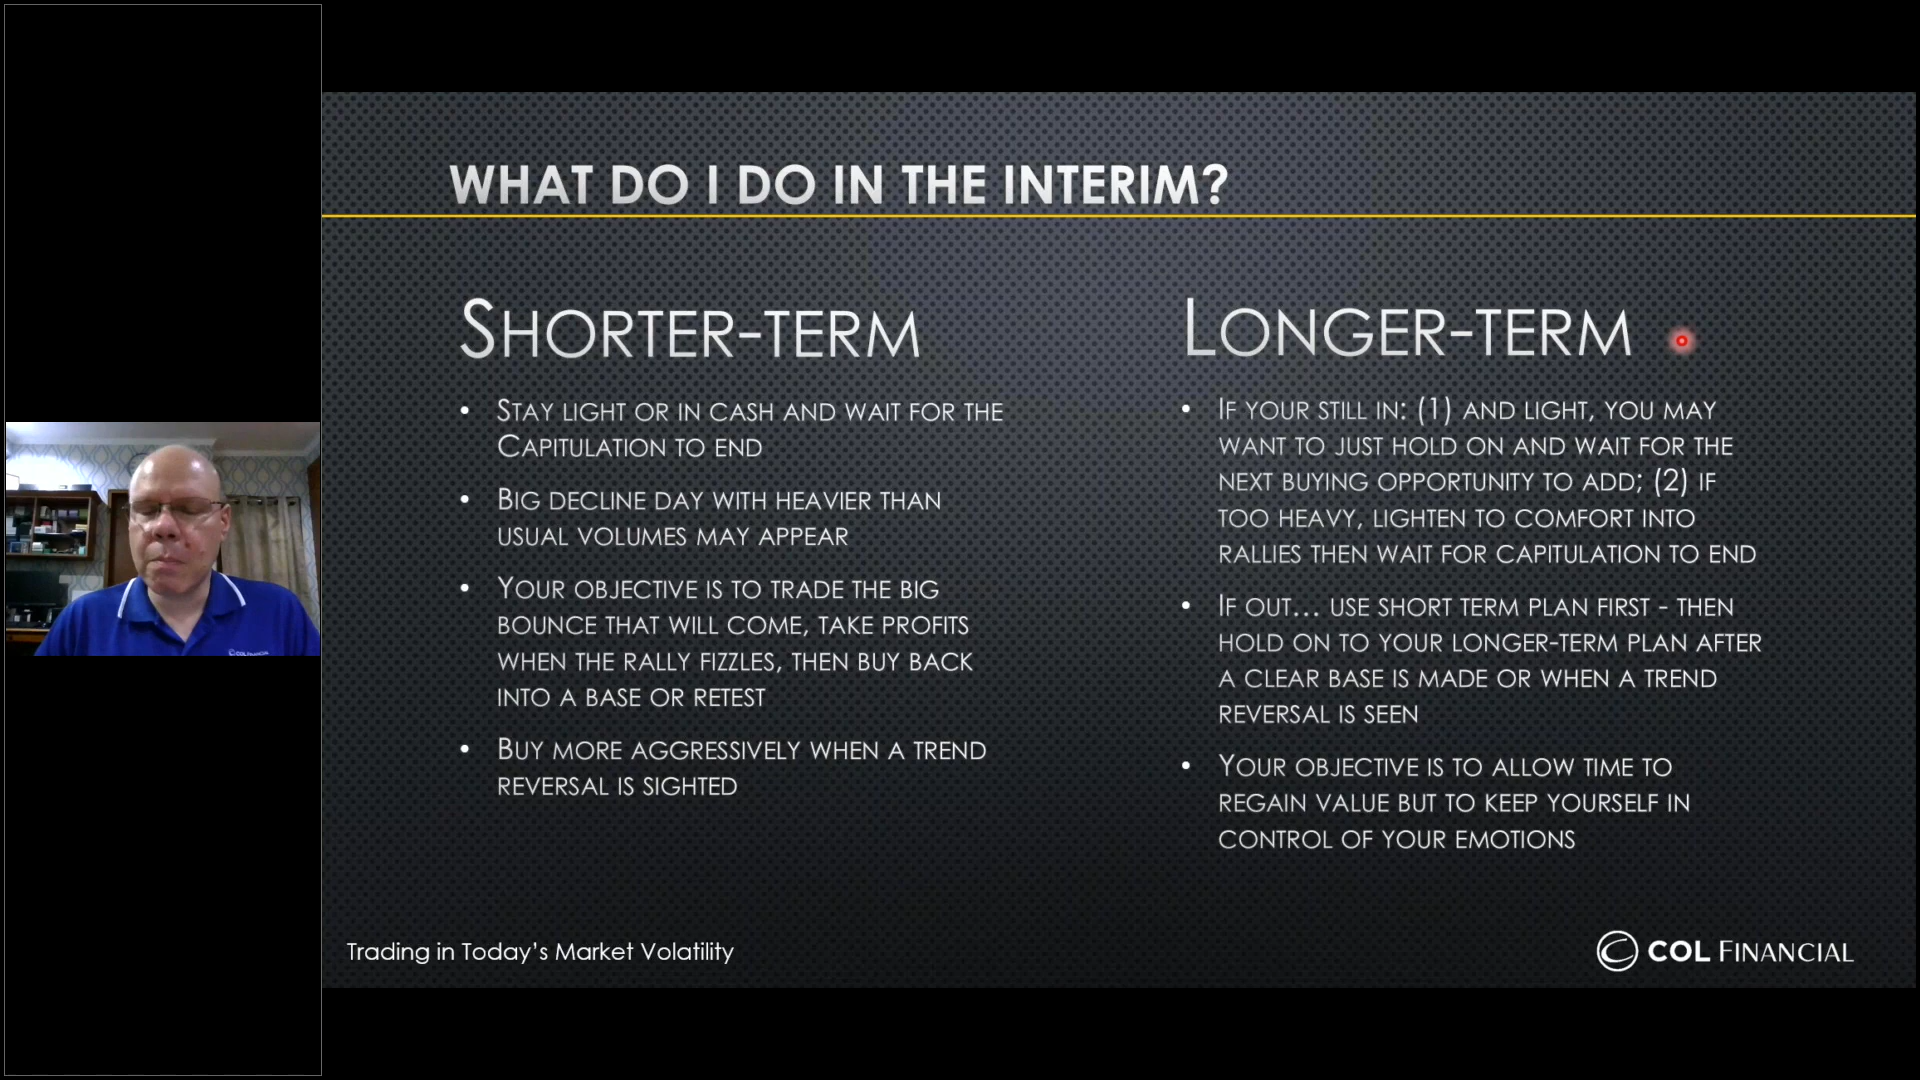 WHAT DO I DO IN THE INTERIM?
SHORTER-TERM
• STAY LIGHT OR IN CASH AND WAIT FOR THE
CAPITULATION TO END
• BIG DECLINE DAY WITH HEAVIER THAN
USUAL VOLUMES MAY APPEAR
• YOUR OBJECTIVE IS TO TRADE THE BIG
BOUNCE THAT WILL COME, TAKE PROFITS
WHEN THE RALLY FIZZLES, THEN BUY BACK
INTO A BASE OR RETEST
• BUY MORE AGGRESSIVELY WHEN A TREND
REVERSAL IS SIGHTED
LONGER-TERM
• IF YOUR STILL IN: (1) AND LIGHT, YOU MAY
WANT TO JUST HOLD ON AND WAIT FOR THE
NEXT BUYING OPPORTUNITY TO ADD; (2) IF
TOO HEAVY, LIGHTEN TO COMFORT INTO
RALLIES THEN WAIT FOR CAPITULATION TO END
• IF OUT... USE SHORT TERM PLAN FIRST - THEN
HOLD ON TO YOUR LONGER-TERM PLAN AFTER
A CLEAR BASE IS MADE OR WHEN A TREND
REVERSAL IS SEEN
• YOUR OBJECTIVE IS TO ALLOW TIME TO
REGAIN VALUE BUT TO KEEP YOURSELF IN
CONTROL OF YOUR EMOTIONS
Trading in Today's Market Volatility
COL FINANCIAL